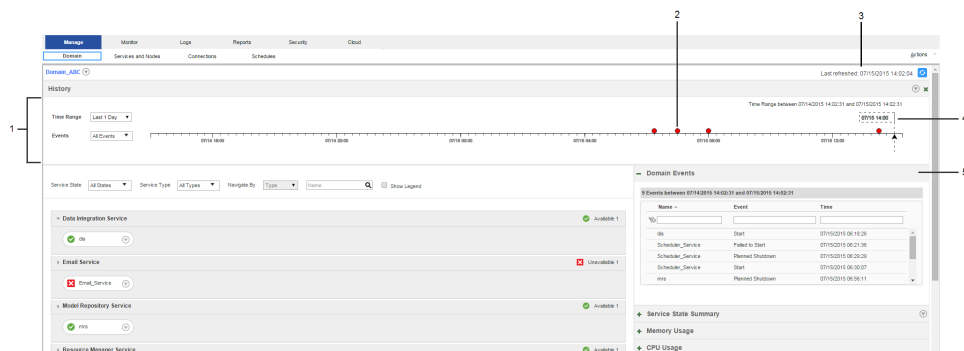 2
3
Manage Monitor Logs Reports Security Cloud
Domain Services and Nodes Connections Schedules Actions
Domain_ABC Last refreshed: 07/15/2015 14:02:04
History
Time Range between 07/14/2015 14:02:31 and 07/15/2015 14:02:31
1
Time Range Last 1 Day 07/15 14:00 4
Events All Events
07/14 16:00 07/14 20:00 07/15 00:00 07/15 04:00 07/15 08:00 07/15 12:00
Domain Events 5
Service State All States Service Type All Types Navigate By Type Name Show Legend
9 Events between 07/14/2015 14:02:31 and 07/15/2015 14:02:31
Name Event Time
Data Integration Service Available 1
dis
dis Start 07/15/2015 06:18:28
Scheduler_Service Failed to Start 07/15/2015 06:21:36
Scheduler_Service Planned Shutdown 07/15/2015 06:29:29
Email Service Unavailable 1
Scheduler_Service Start 07/15/2015 06:30:07
mrs Planned Shutdown 07/15/2015 06:56:11
Email_Service
Model Repository Service Available 1
Service State Summary
mrs
Memory Usage
Resource Manager Service Available 1
CPU Usage